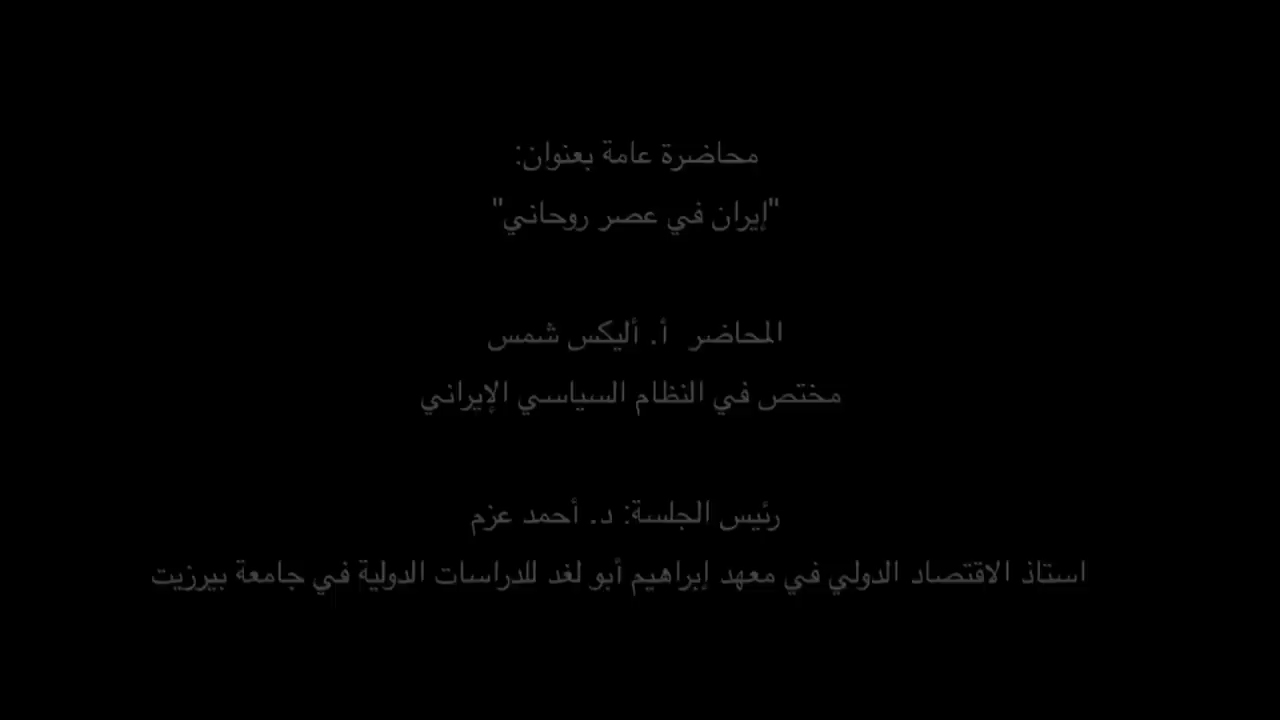 محاضرة عامة بعنوان:
"إيران في عصر روحاني"
المحاضر أ. أليكس شمس
مختص في النظام السياسي الإيراني
رئيس الجلسة: د. أحمد عزم
استاذ الاقتصاد الدولي في معهد إبراهيم أبو لغد للدراسات الدولية في جامعة بيرزيت